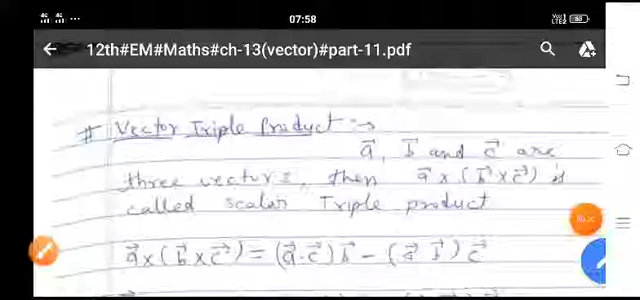 07:58
12th#EM#Maths#ch-13(vector)#part-11.pdf
# Vector Triple Product :→
a⃗, b⃗ and c⃗ are
three vectors, then a⃗ × (b⃗ × c⃗) is
called scalar Triple product
a⃗ × (b⃗ × c⃗) = (a⃗ · c⃗) b⃗ − (a⃗ b⃗) c⃗